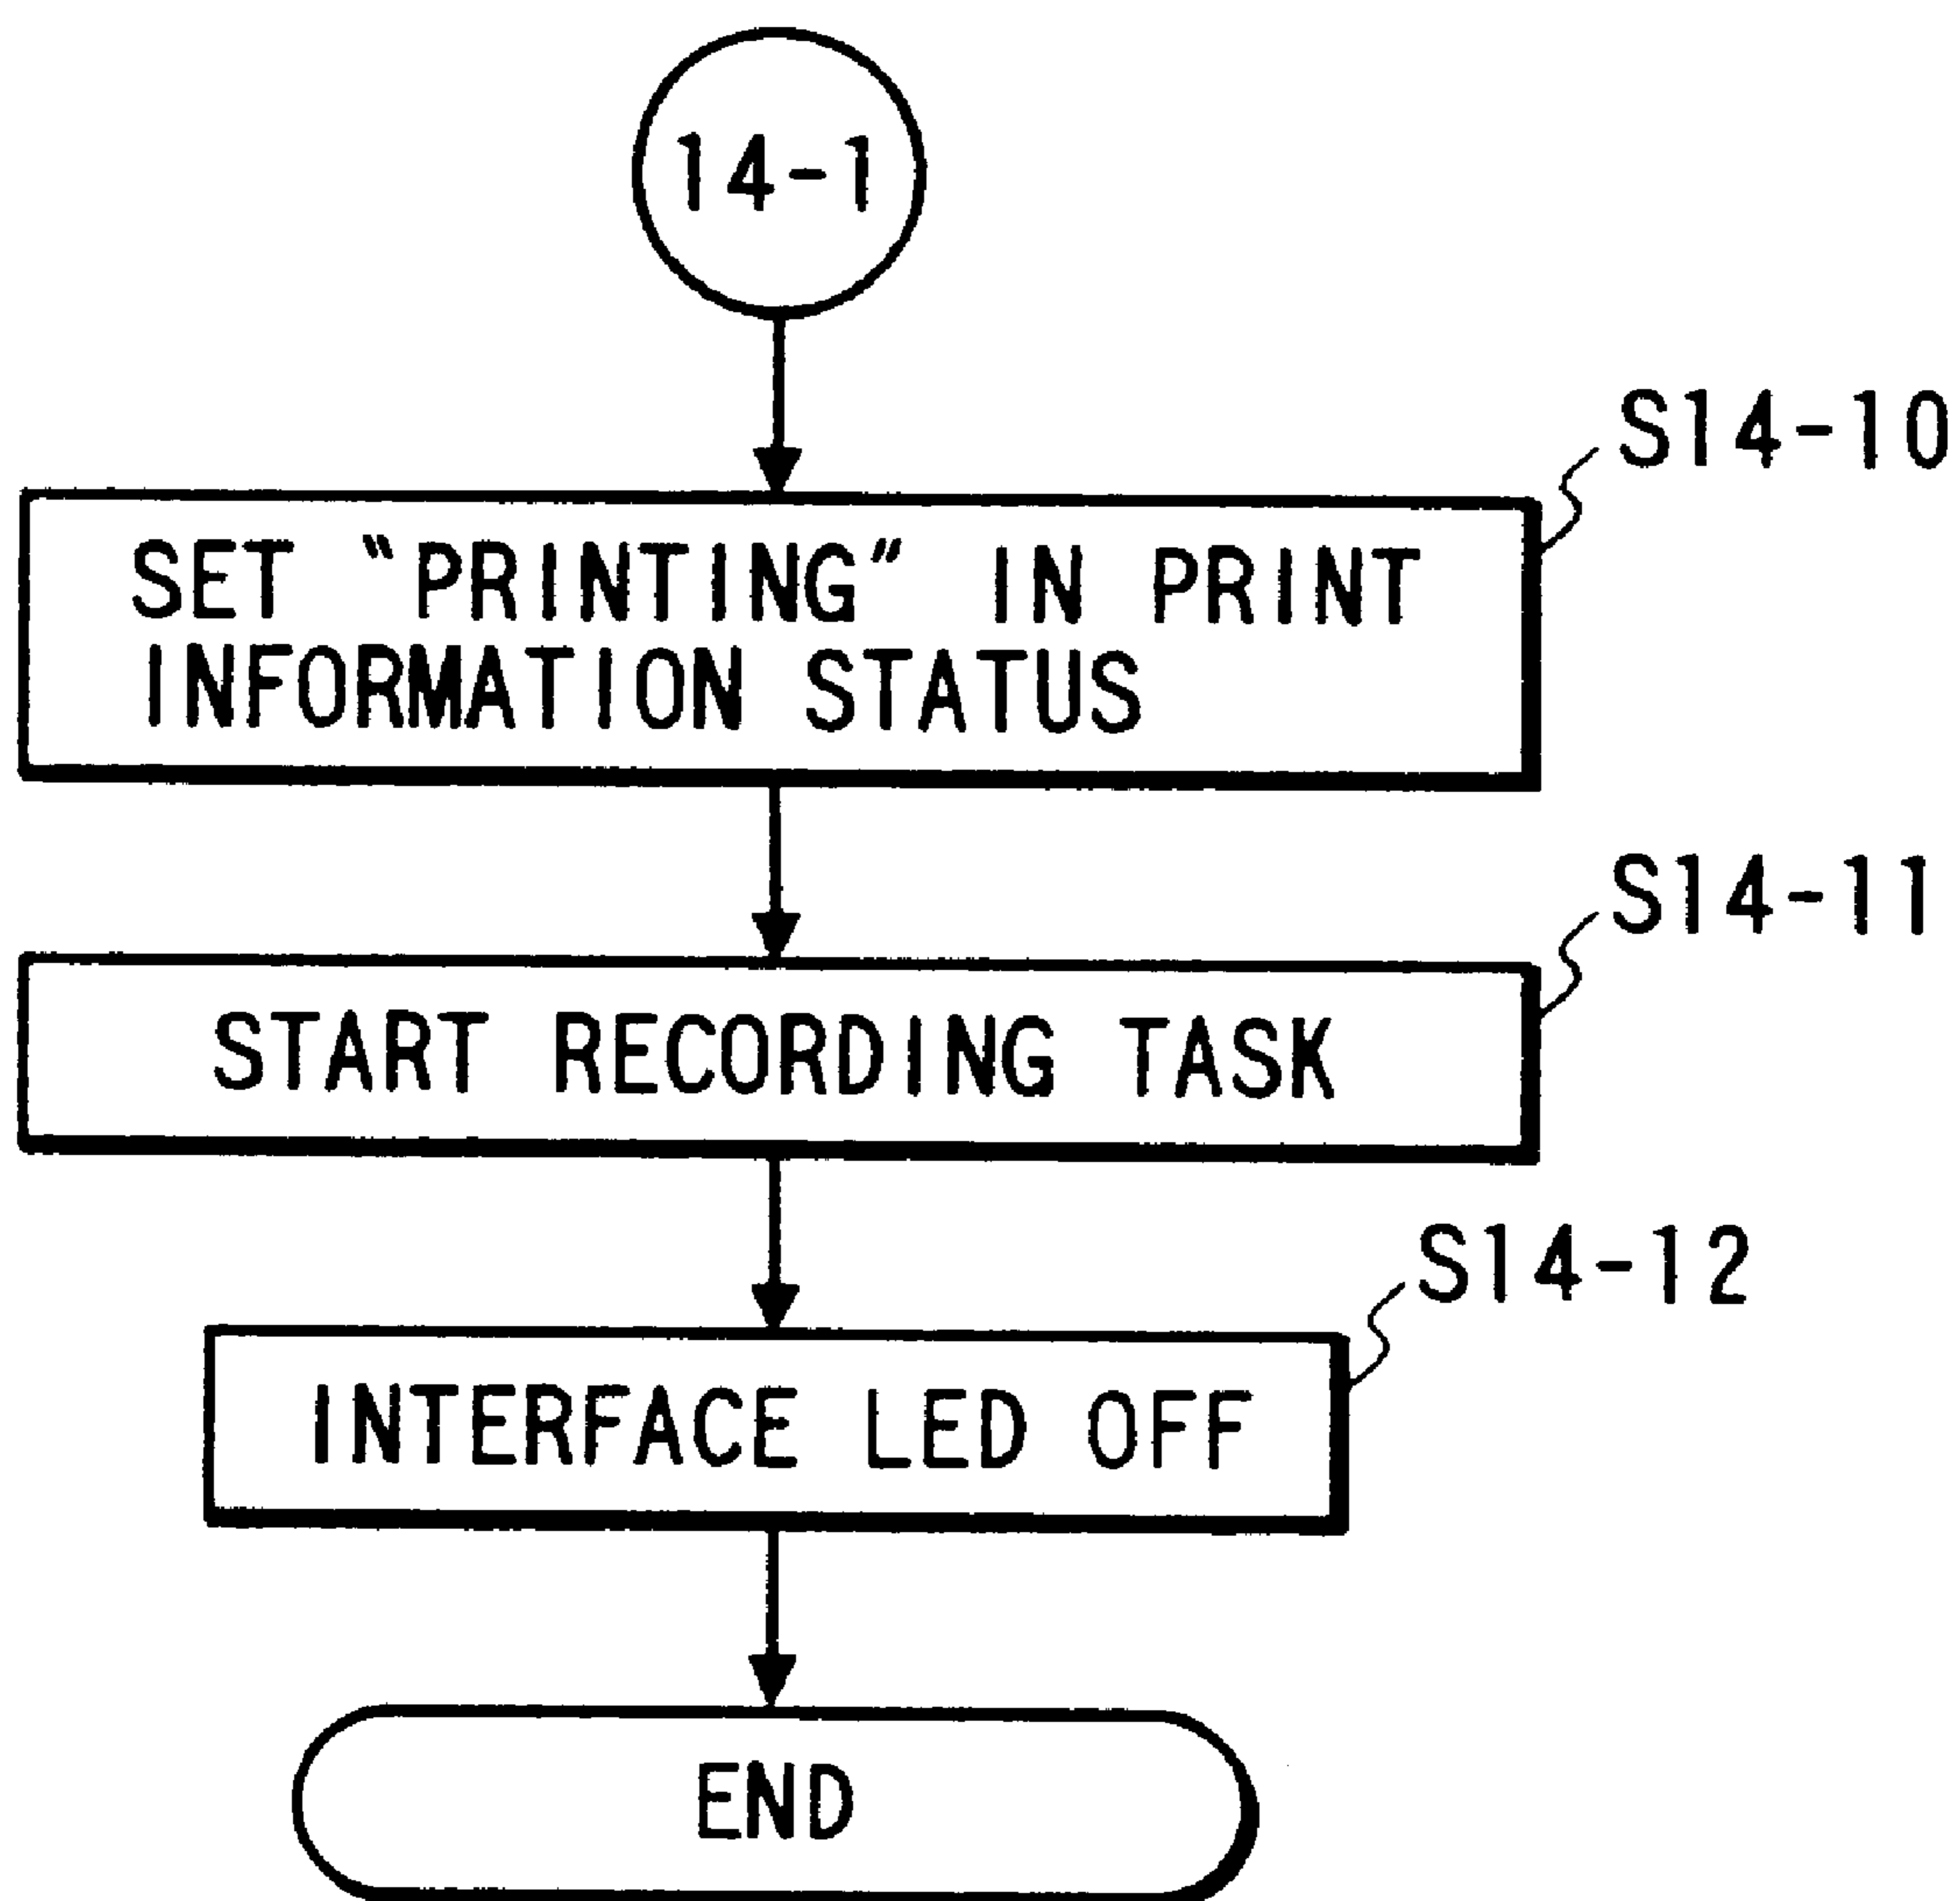 14-1
S14-10
SET “PRINTING” IN PRINT
INFORMATION STATUS
S14-11
START RECORDING TASK
S14-12
INTERFACE LED OFF
END